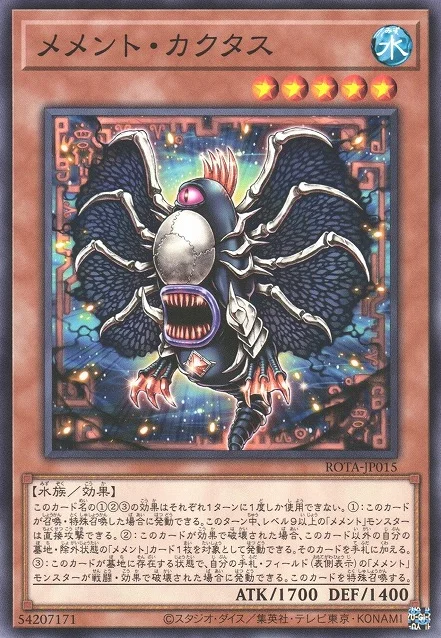 メメント・カクタス
水
ROTA-JP015
【水族/効果】
このカード名の①②③の効果はそれぞれ1ターンに1度しか使用できない。①:このカード
が召喚・特殊召喚した場合に発動できる。このターン中、レベル9以上の「メメント」モンスター
は直接攻撃できる。②:このカードが効果で破壊された場合、このカード以外の自分の
墓地・除外状態の「メメント」カード1枚を対象として発動できる。そのカードを手札に加える。
③:このカードが墓地に存在する状態で、自分の手札・フィールド(表側表示)の「メメント」
モンスターが戦闘・効果で破壊された場合に発動できる。このカードを特殊召喚する。
ATK/1700 DEF/1400
54207171 ©スタジオ・ダイス/集英社・テレビ東京・KONAMI